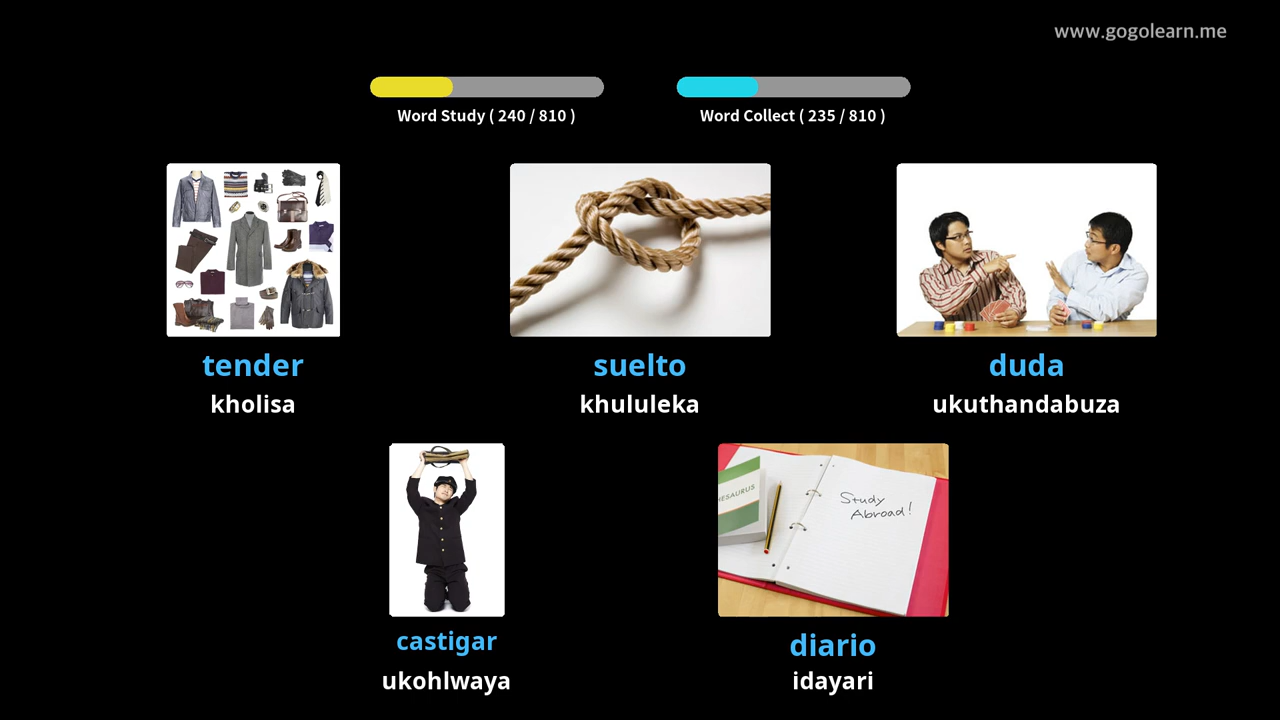 www.gogolearn.me
Word Study ( 240 / 810 )
Word Collect ( 235 / 810 )
tender
kholisa
suelto
khululeka
duda
ukuthandabuza
Study
Abroad!
castigar
ukohlwaya
diario
idayari